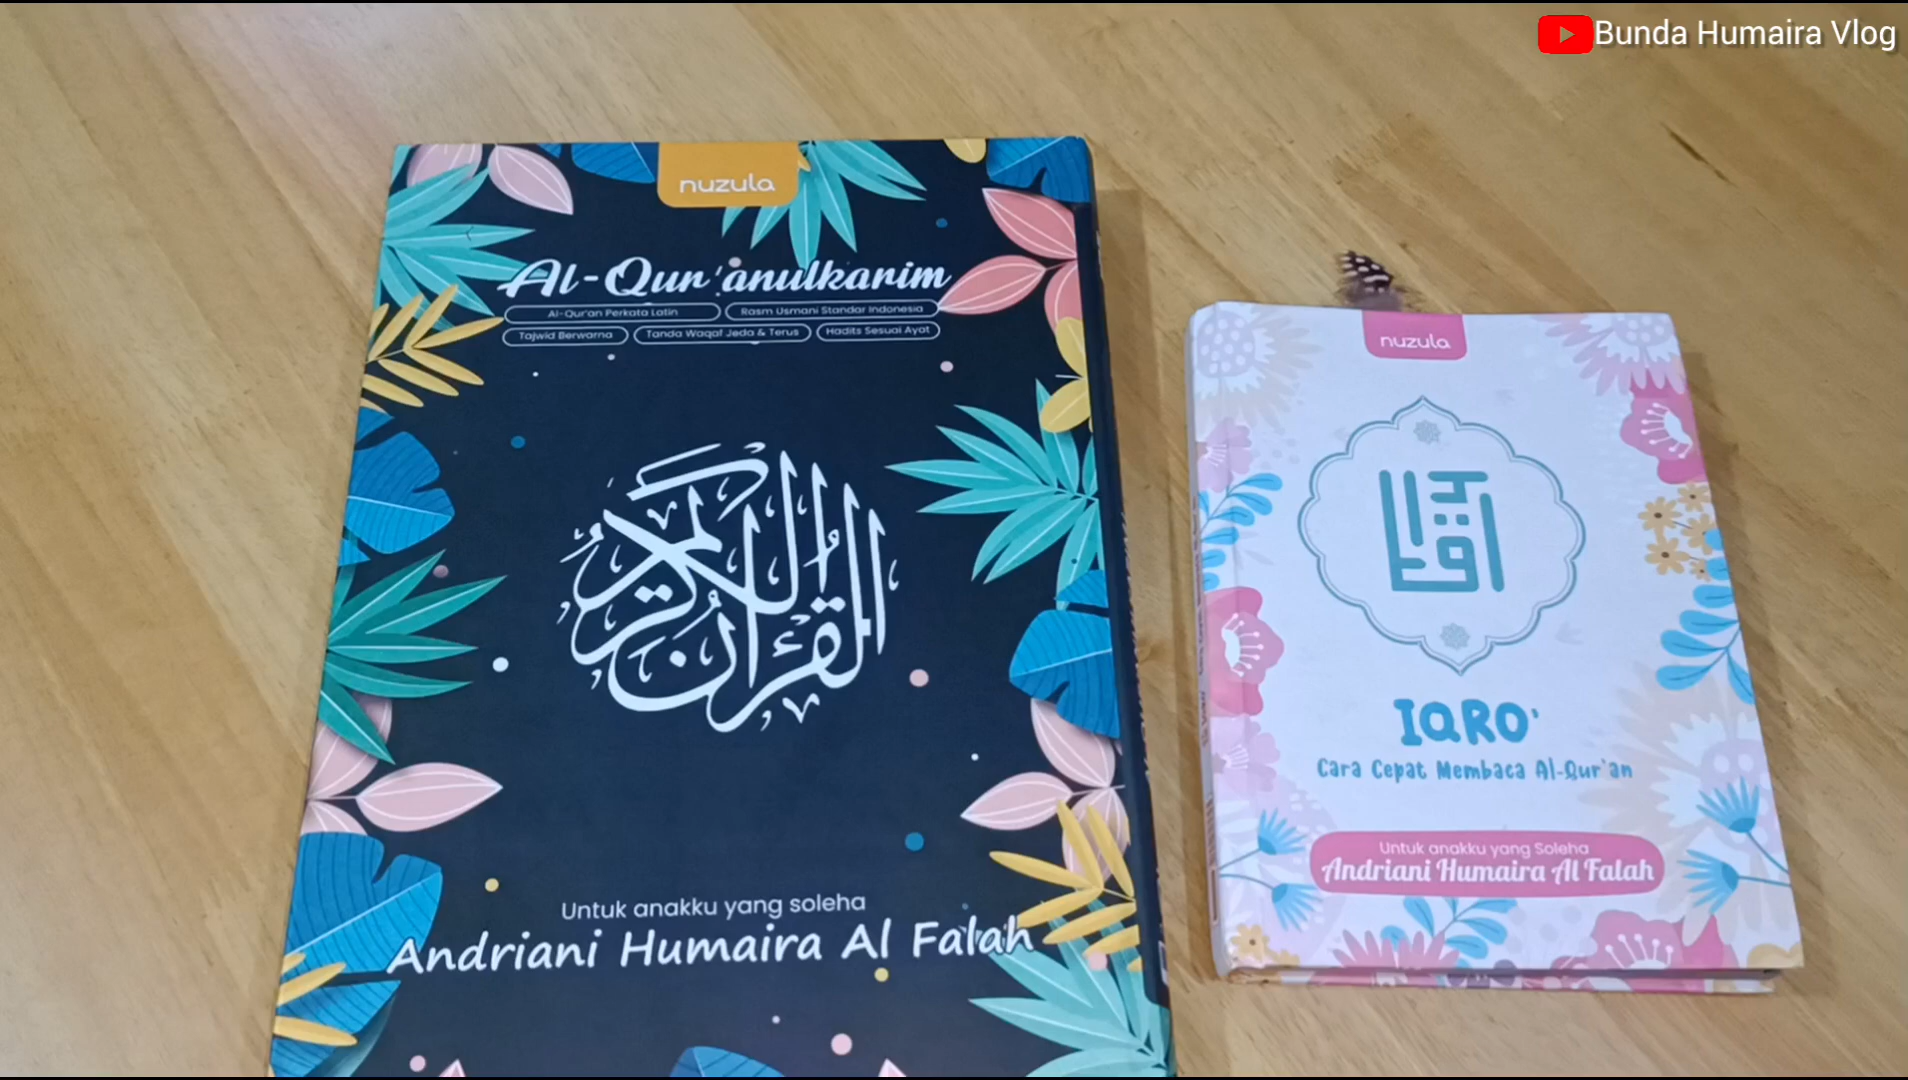 Bunda Humaira Vlog
nuzula
Al-Qur'anulkarim
Al-Qur'an Perkata Latin
Rasm Usmani Standar Indonesia
Tajwid Berwarna
Tanda Waqaf Jeda & Terus
Hadits Sesuai Ayat
القرآن الكريم
Untuk anakku yang soleha
Andriani Humaira Al Falah
nuzula
اقرأ
IQRO'
Cara Cepat Membaca Al-Qur'an
Untuk anakku yang Soleha
Andriani Humaira Al Falah